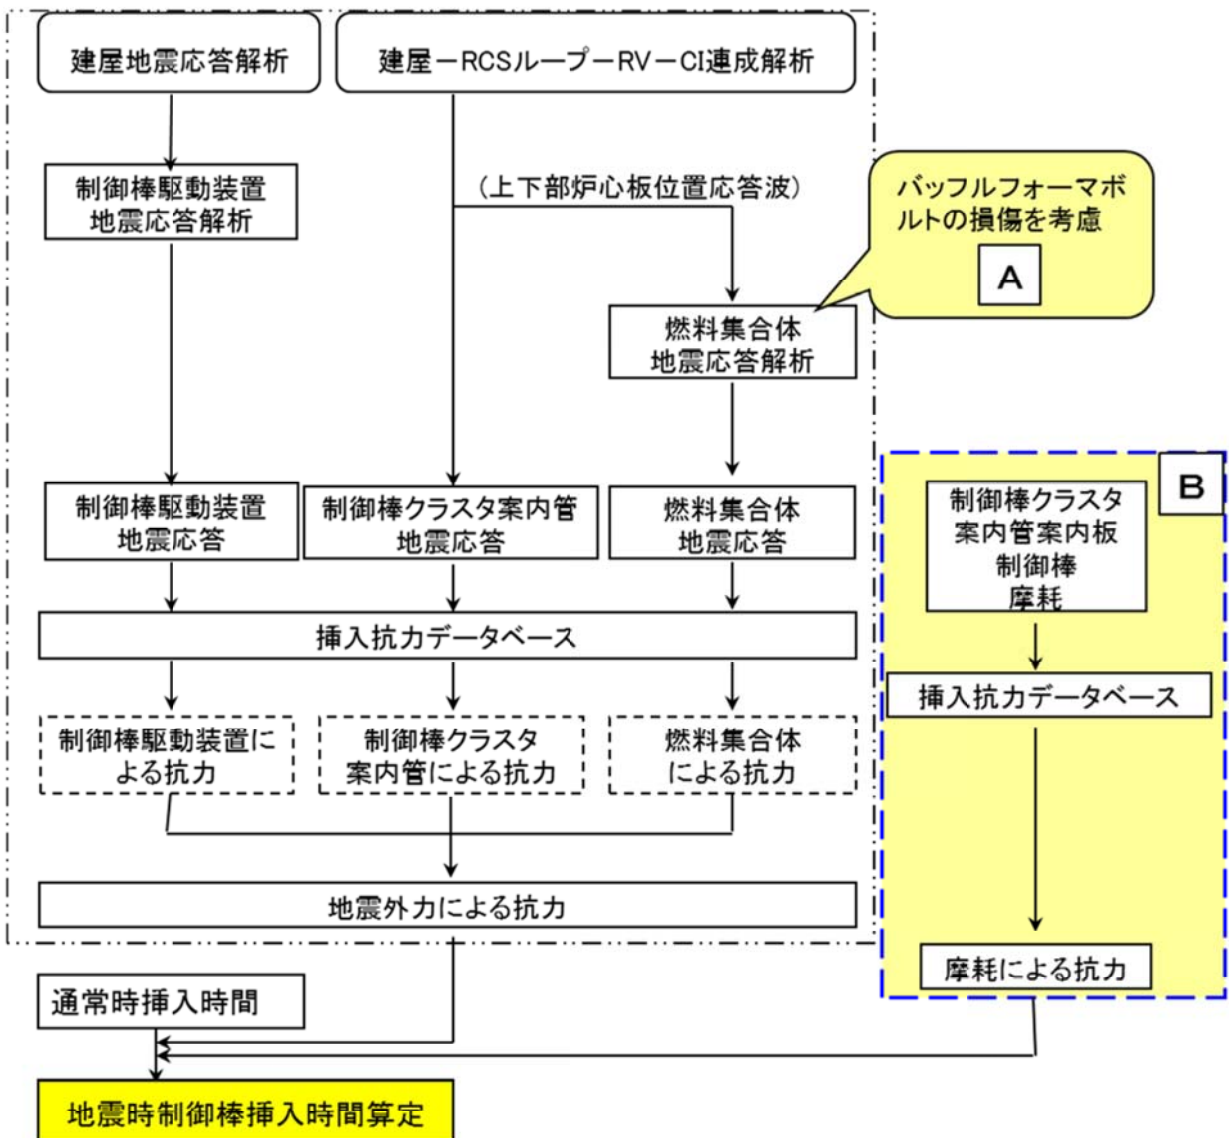 建屋地震応答解析
建屋－RCSループ－RV－CI連成解析
制御棒駆動装置
地震応答解析
（上下部炉心板位置応答波）
バッフルフォーマボ
ルトの損傷を考慮
A
燃料集合体
地震応答解析
制御棒駆動装置
地震応答
制御棒クラスタ案内管
地震応答
燃料集合体
地震応答
B
制御棒クラスタ
案内管案内板
制御棒
摩耗
挿入抗力データベース
挿入抗力データベース
制御棒駆動装置に
よる抗力
制御棒クラスタ
案内管による抗力
燃料集合体
による抗力
地震外力による抗力
摩耗による抗力
通常時挿入時間
地震時制御棒挿入時間算定